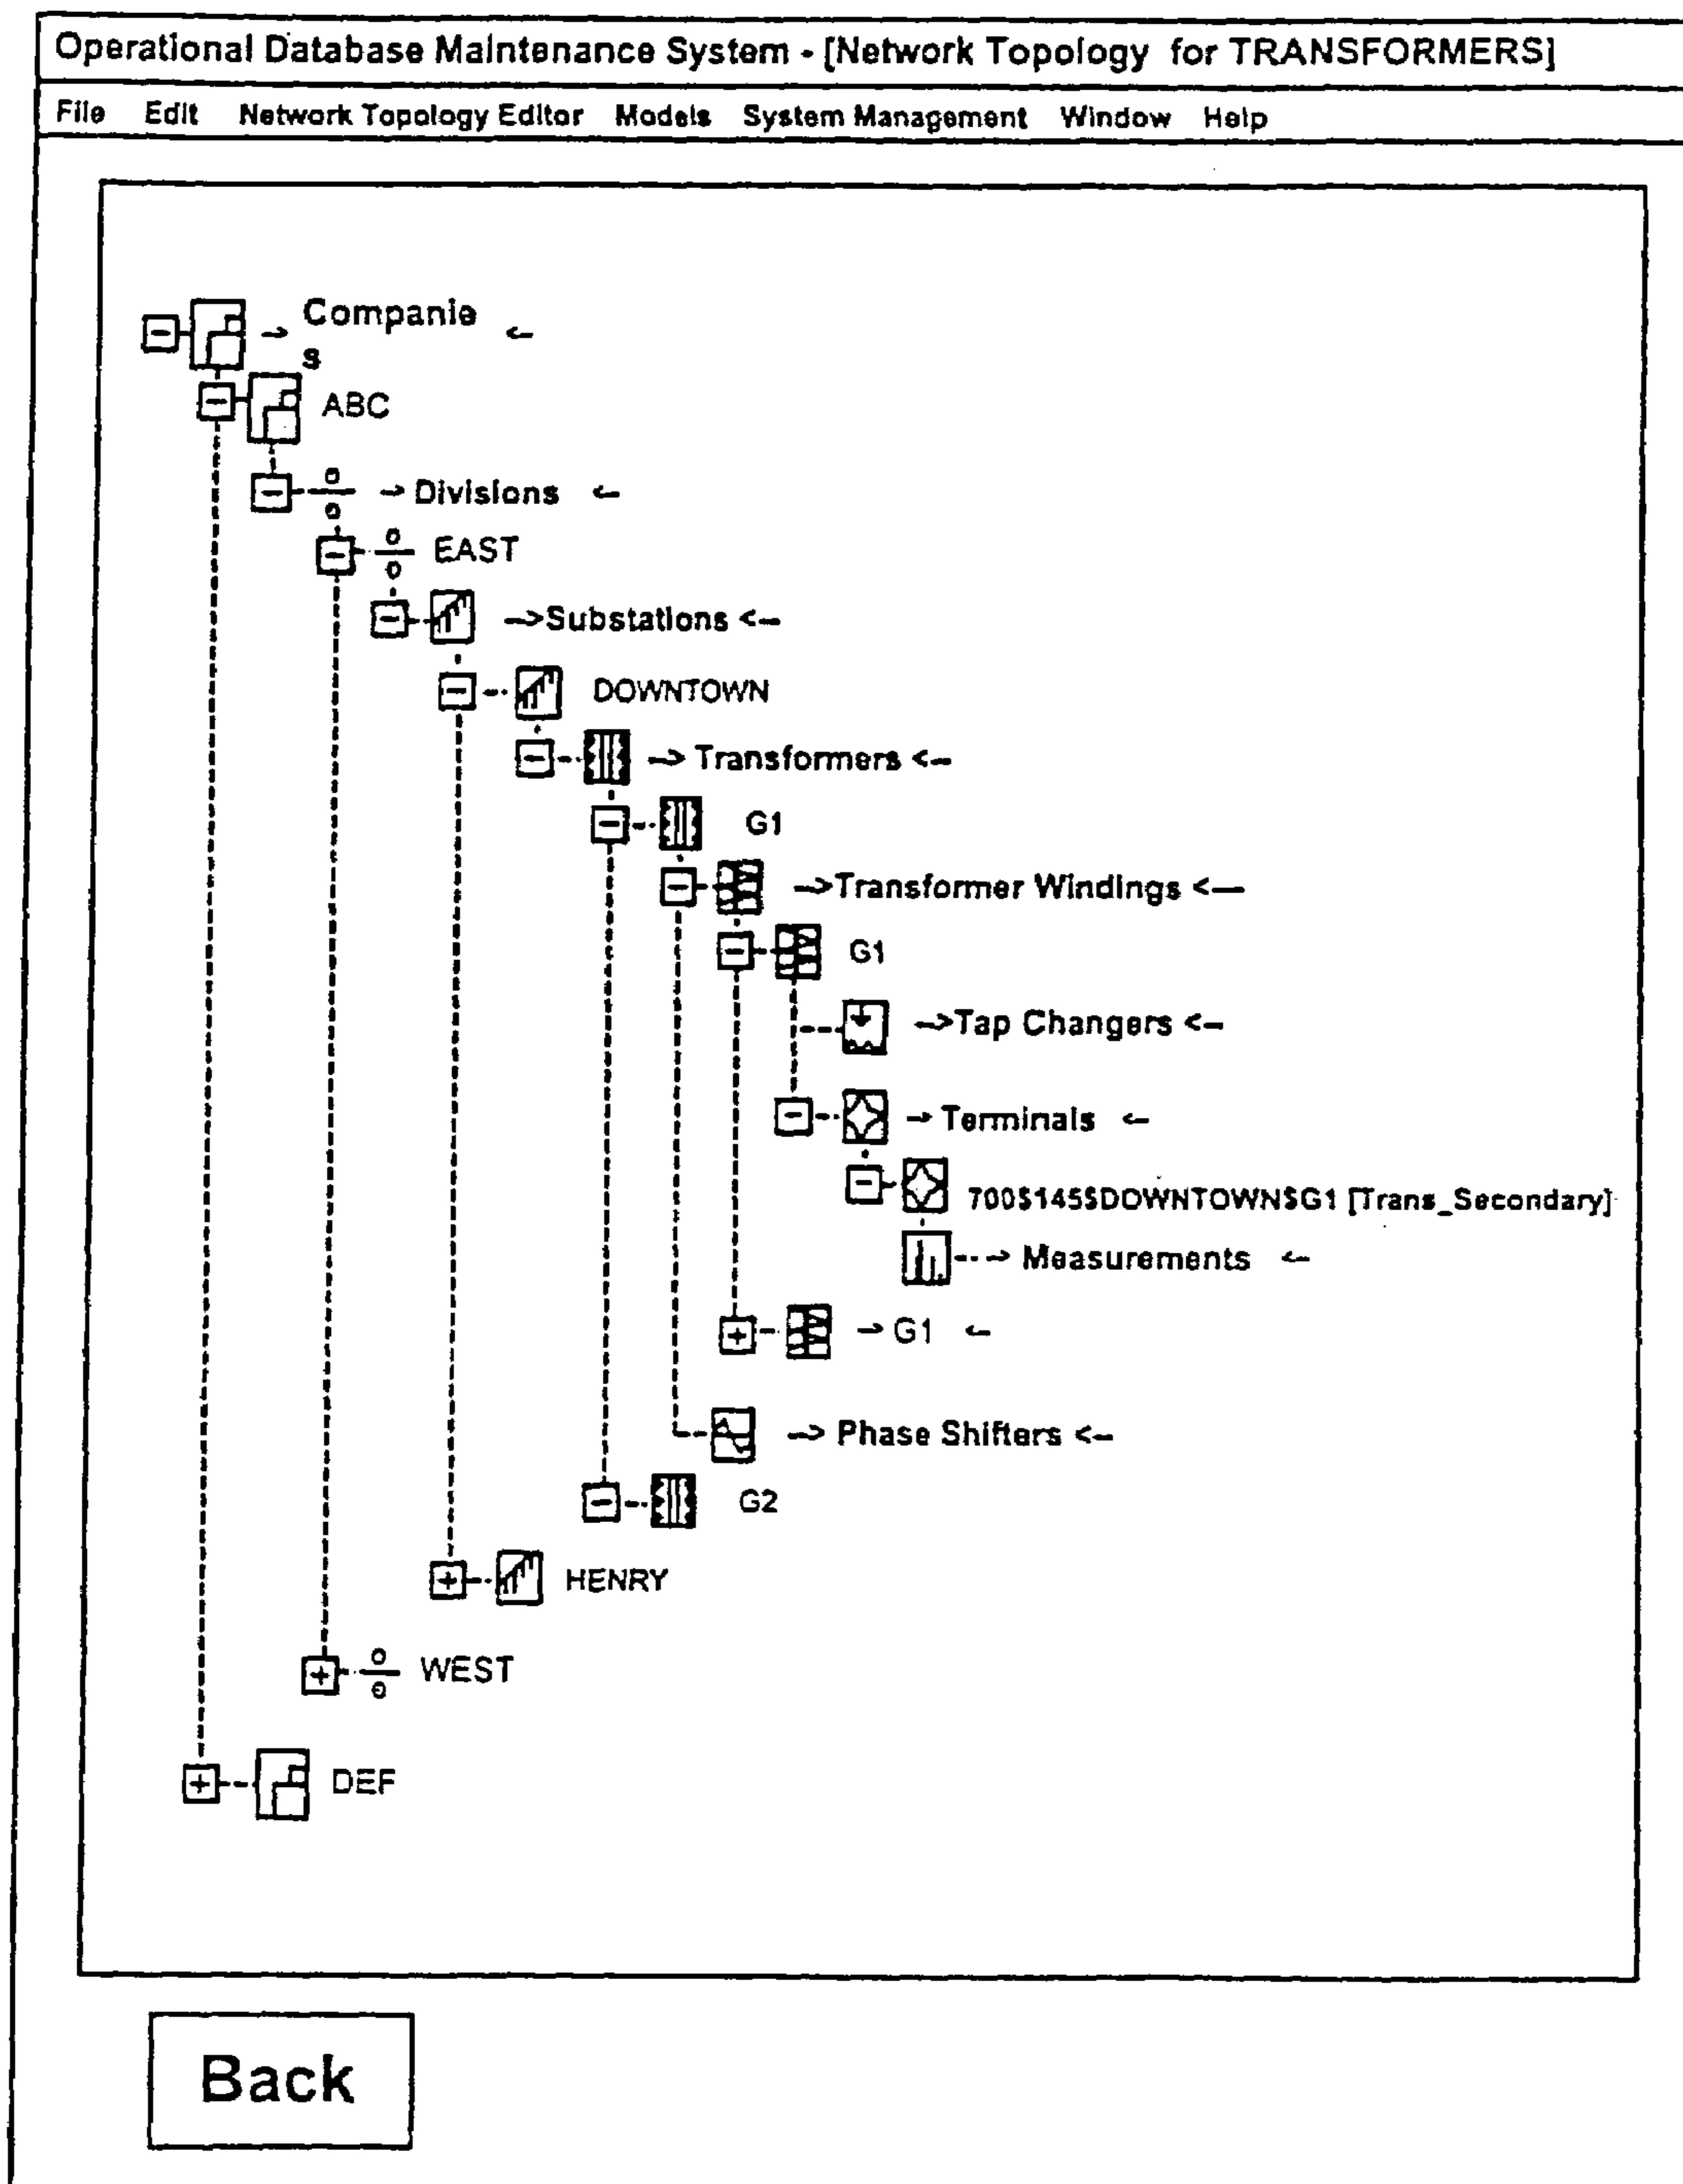 Operational Database Maintenance System - [Network Topology for TRANSFORMERS]
File Edit Network Topology Editor Models System Management Window Help
-> Companie <-
s
ABC
-> Divisions <-
EAST
-->Substations <--
DOWNTOWN
--> Transformers <--
G1
-->Transformer Windings <--
G1
-->Tap Changers <--
-> Terminals <-
700$145$DOWNTOWN$G1 [Trans_Secondary]
-> Measurements <-
-> G1 <-
--> Phase Shifters <--
G2
HENRY
WEST
DEF
Back